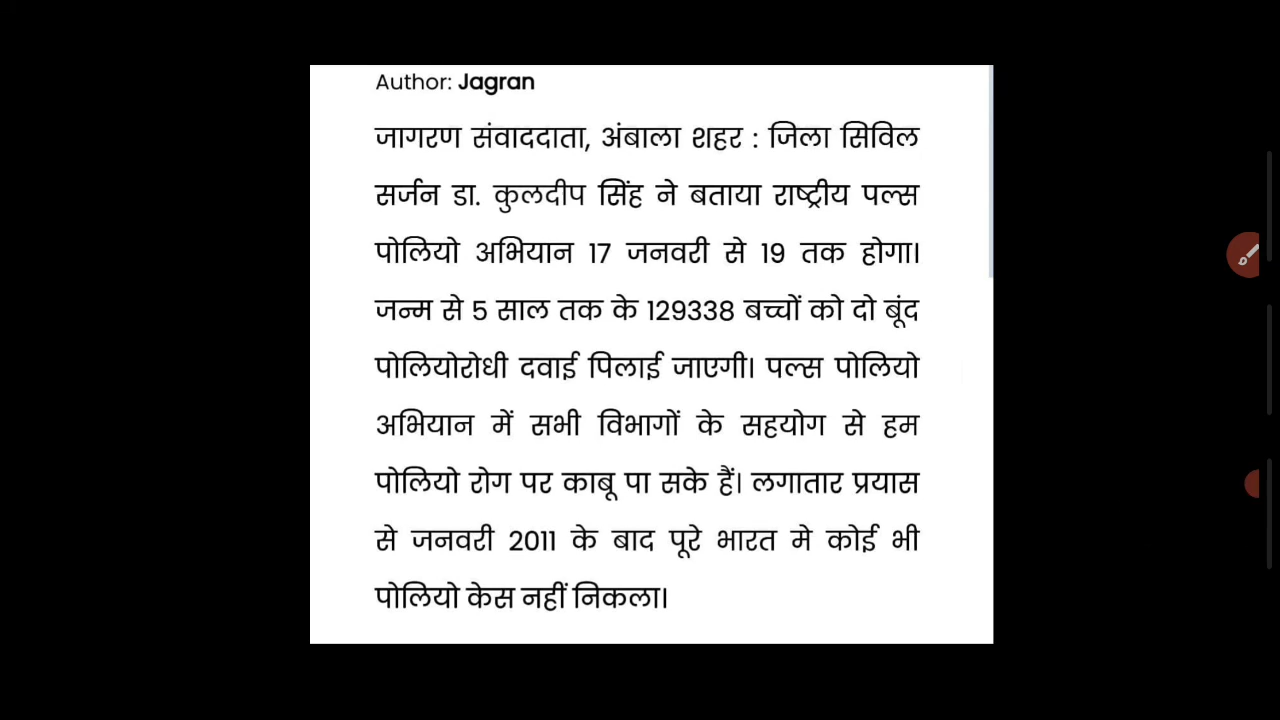 Author: Jagran
जागरण संवाददाता, अंबाला शहर : जिला सिविल
सर्जन डा. कुलदीप सिंह ने बताया राष्ट्रीय पल्स
पोलियो अभियान 17 जनवरी से 19 तक होगा।
जन्म से 5 साल तक के 129338 बच्चों को दो बूंद
पोलियोरोधी दवाई पिलाई जाएगी। पल्स पोलियो
अभियान में सभी विभागों के सहयोग से हम
पोलियो रोग पर काबू पा सके हैं। लगातार प्रयास
से जनवरी 2011 के बाद पूरे भारत मे कोई भी
पोलियो केस नहीं निकला।